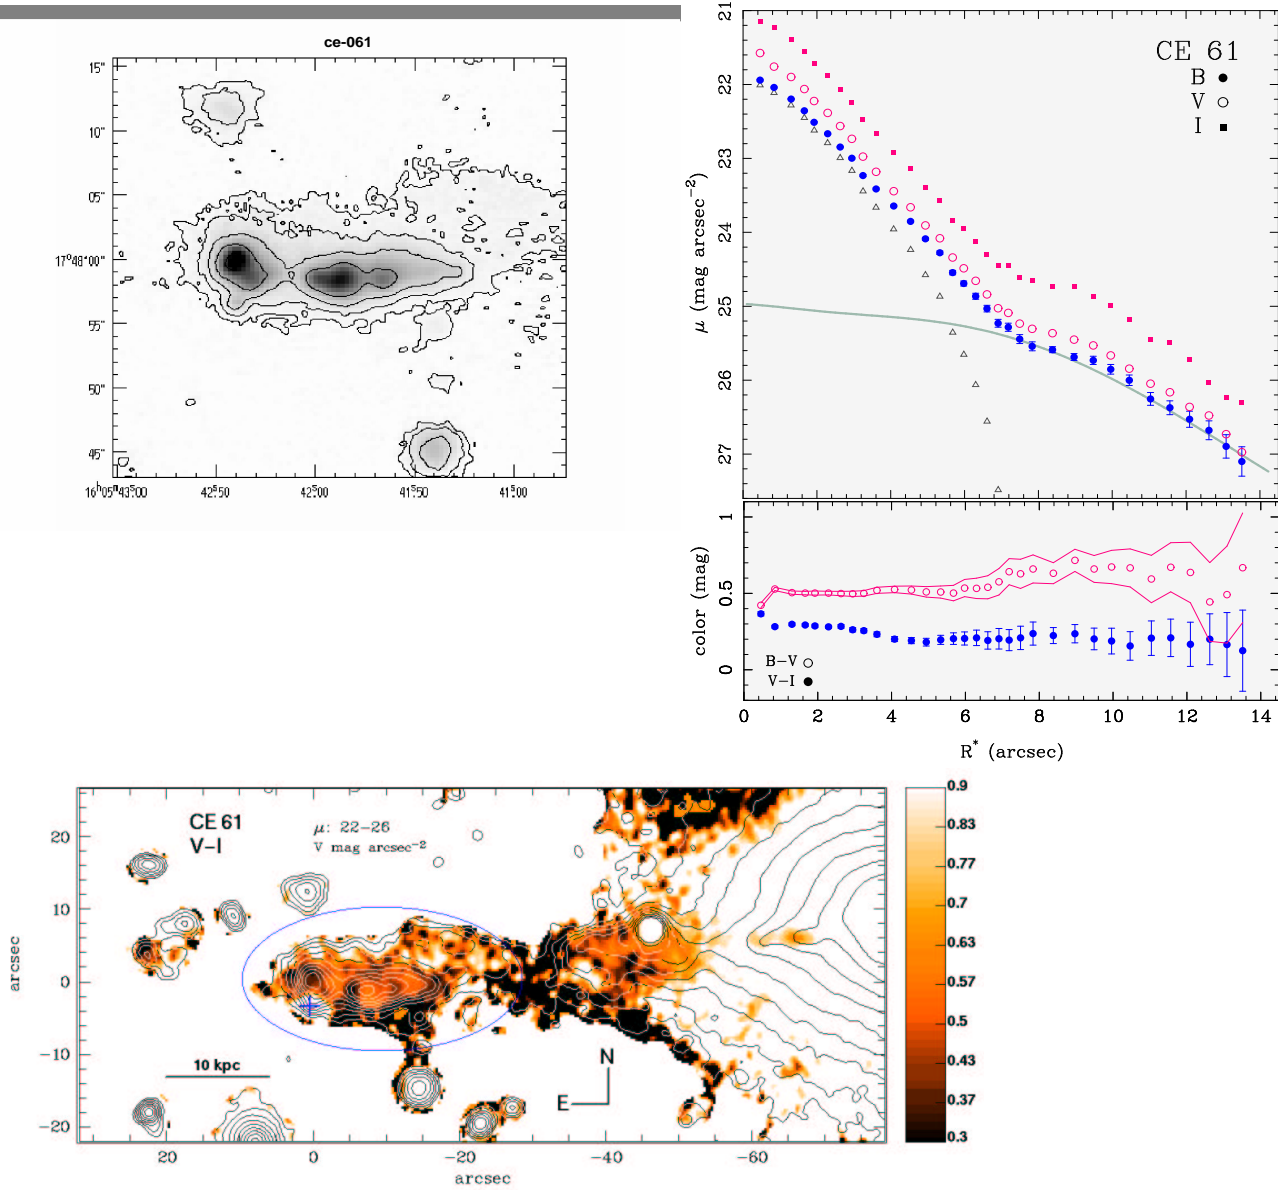 ce-061
15"
10"
05"
17°48'00"
55"
50"
45"
16h05m43s00
42s50
42s00
41s50
41s00
CE 61
B
V
I
21
22
23
24
25
26
27
μ (mag arcsec−2)
1
0.5
0
color (mag)
B−V
V−I
0
2
4
6
8
10
12
14
R* (arcsec)
CE 61
V−I
μ: 22−26
V mag arcsec−2
20
10
0
−10
−20
arcsec
10 kpc
N
E
20
0
−20
−40
−60
arcsec
0.9
0.83
0.77
0.7
0.63
0.57
0.5
0.43
0.37
0.3